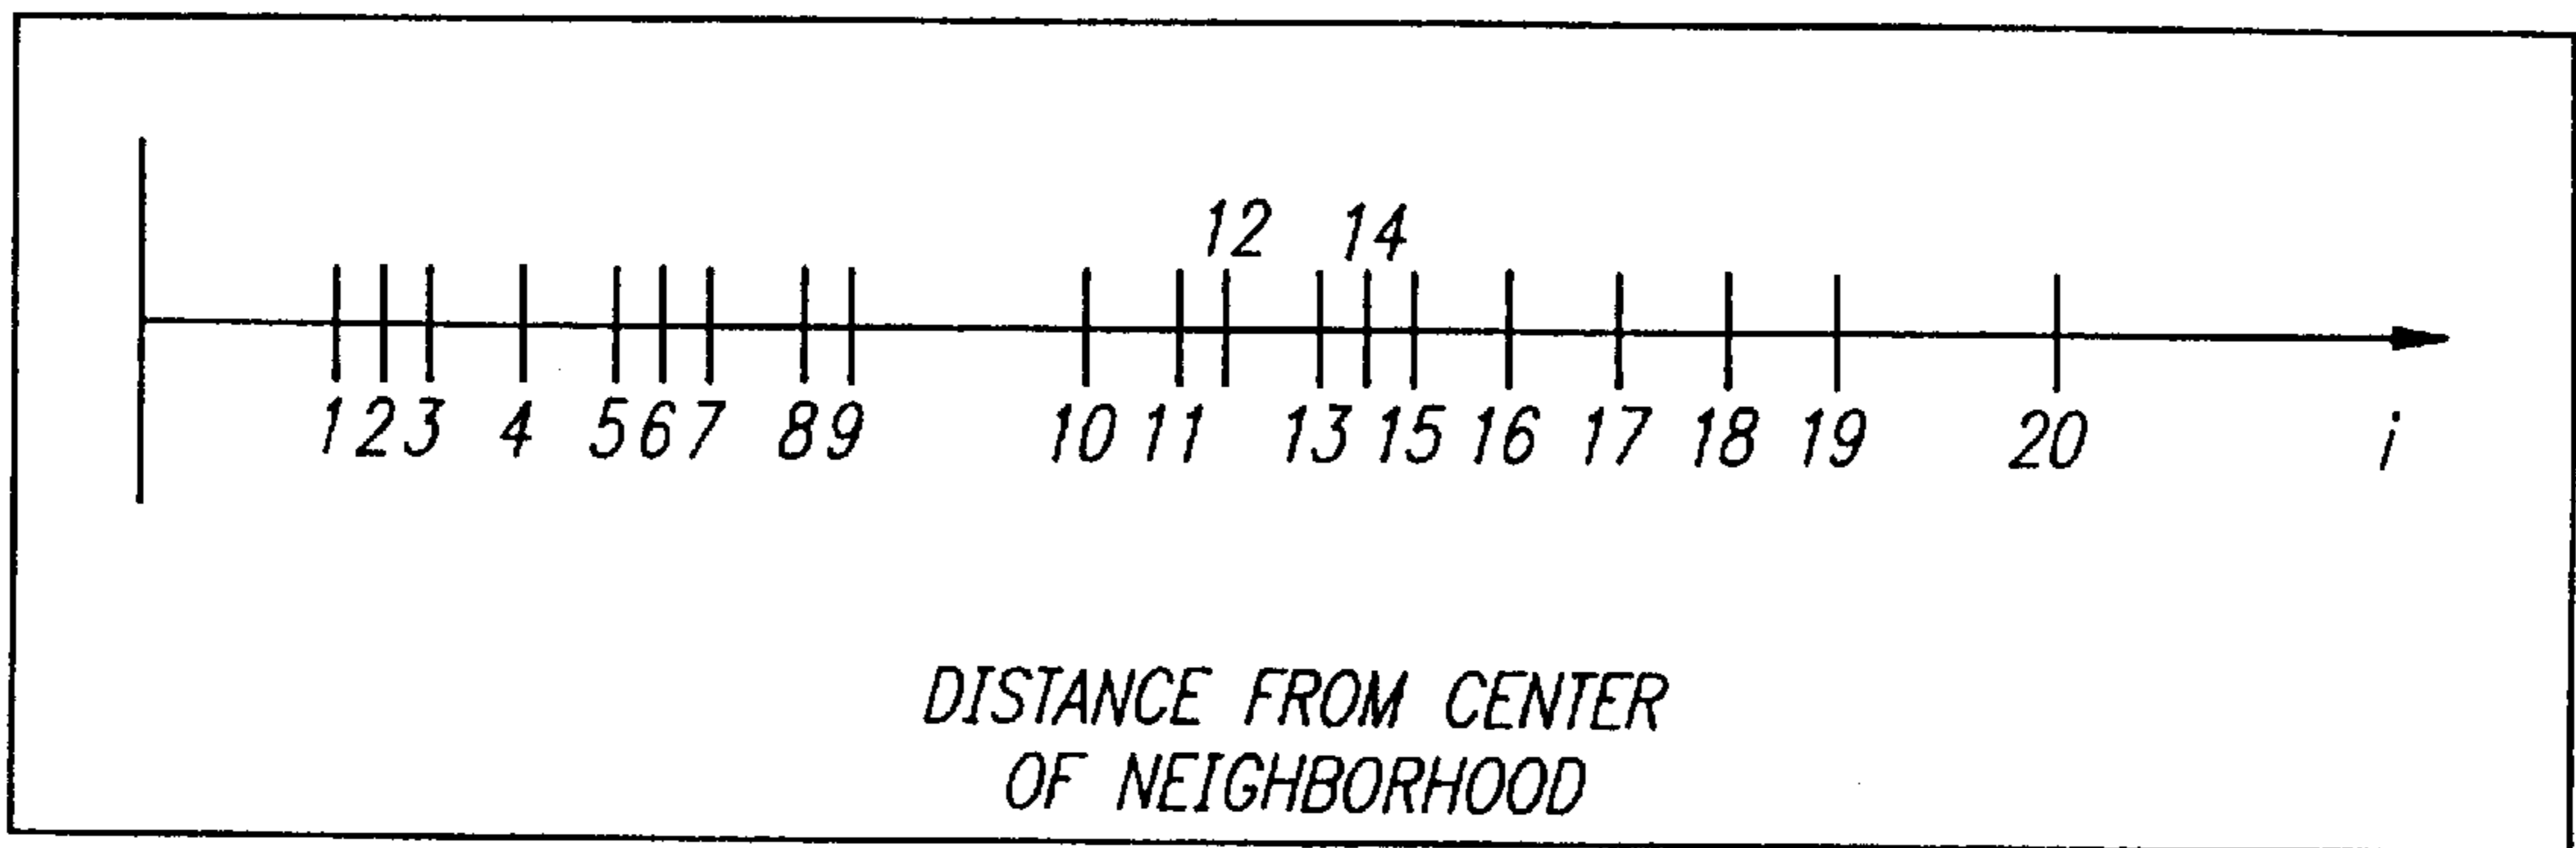 12 14
1 2 3 4 5 6 7 8 9 10 11 13 15 16 17 18 19 20 i
DISTANCE FROM CENTER
OF NEIGHBORHOOD